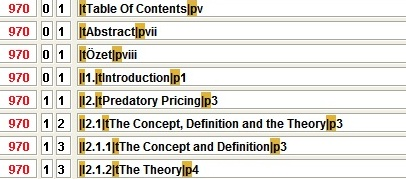 970 0 1 |tTable Of Contents|pv
970 0 1 |tAbstract|pvii
970 0 1 |tÖzet|pviii
970 0 1 |l1.|tIntroduction|p1
970 1 1 |l2.|tPredatory Pricing|p3
970 1 2 |l2.1|tThe Concept, Definition and the Theory|p3
970 1 3 |l2.1.1|tThe Concept and Definition|p3
970 1 3 |l2.1.2|tThe Theory|p4